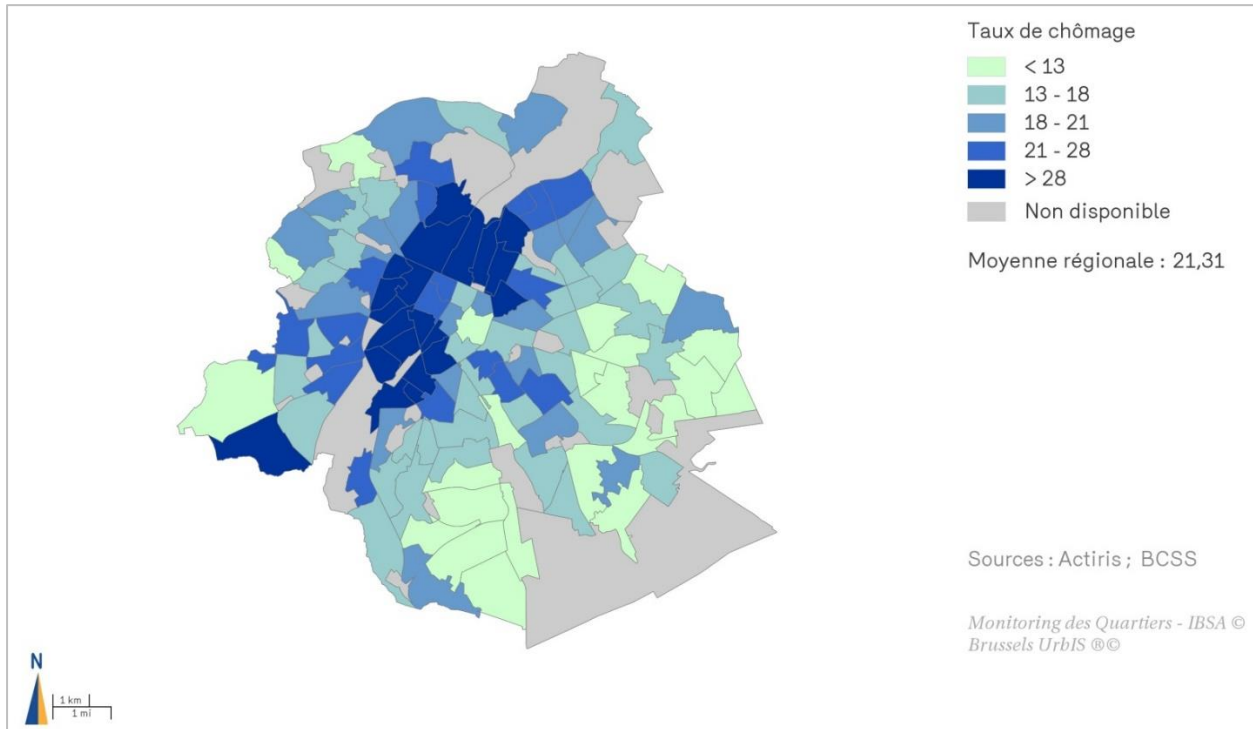 Taux de chômage
< 13
13 - 18
18 - 21
21 - 28
> 28
Non disponible
Moyenne régionale : 21,31
Sources : Actiris ; BCSS
Monitoring des Quartiers - IBSA ©
Brussels UrbIS ®©
N
1 km
1 mi